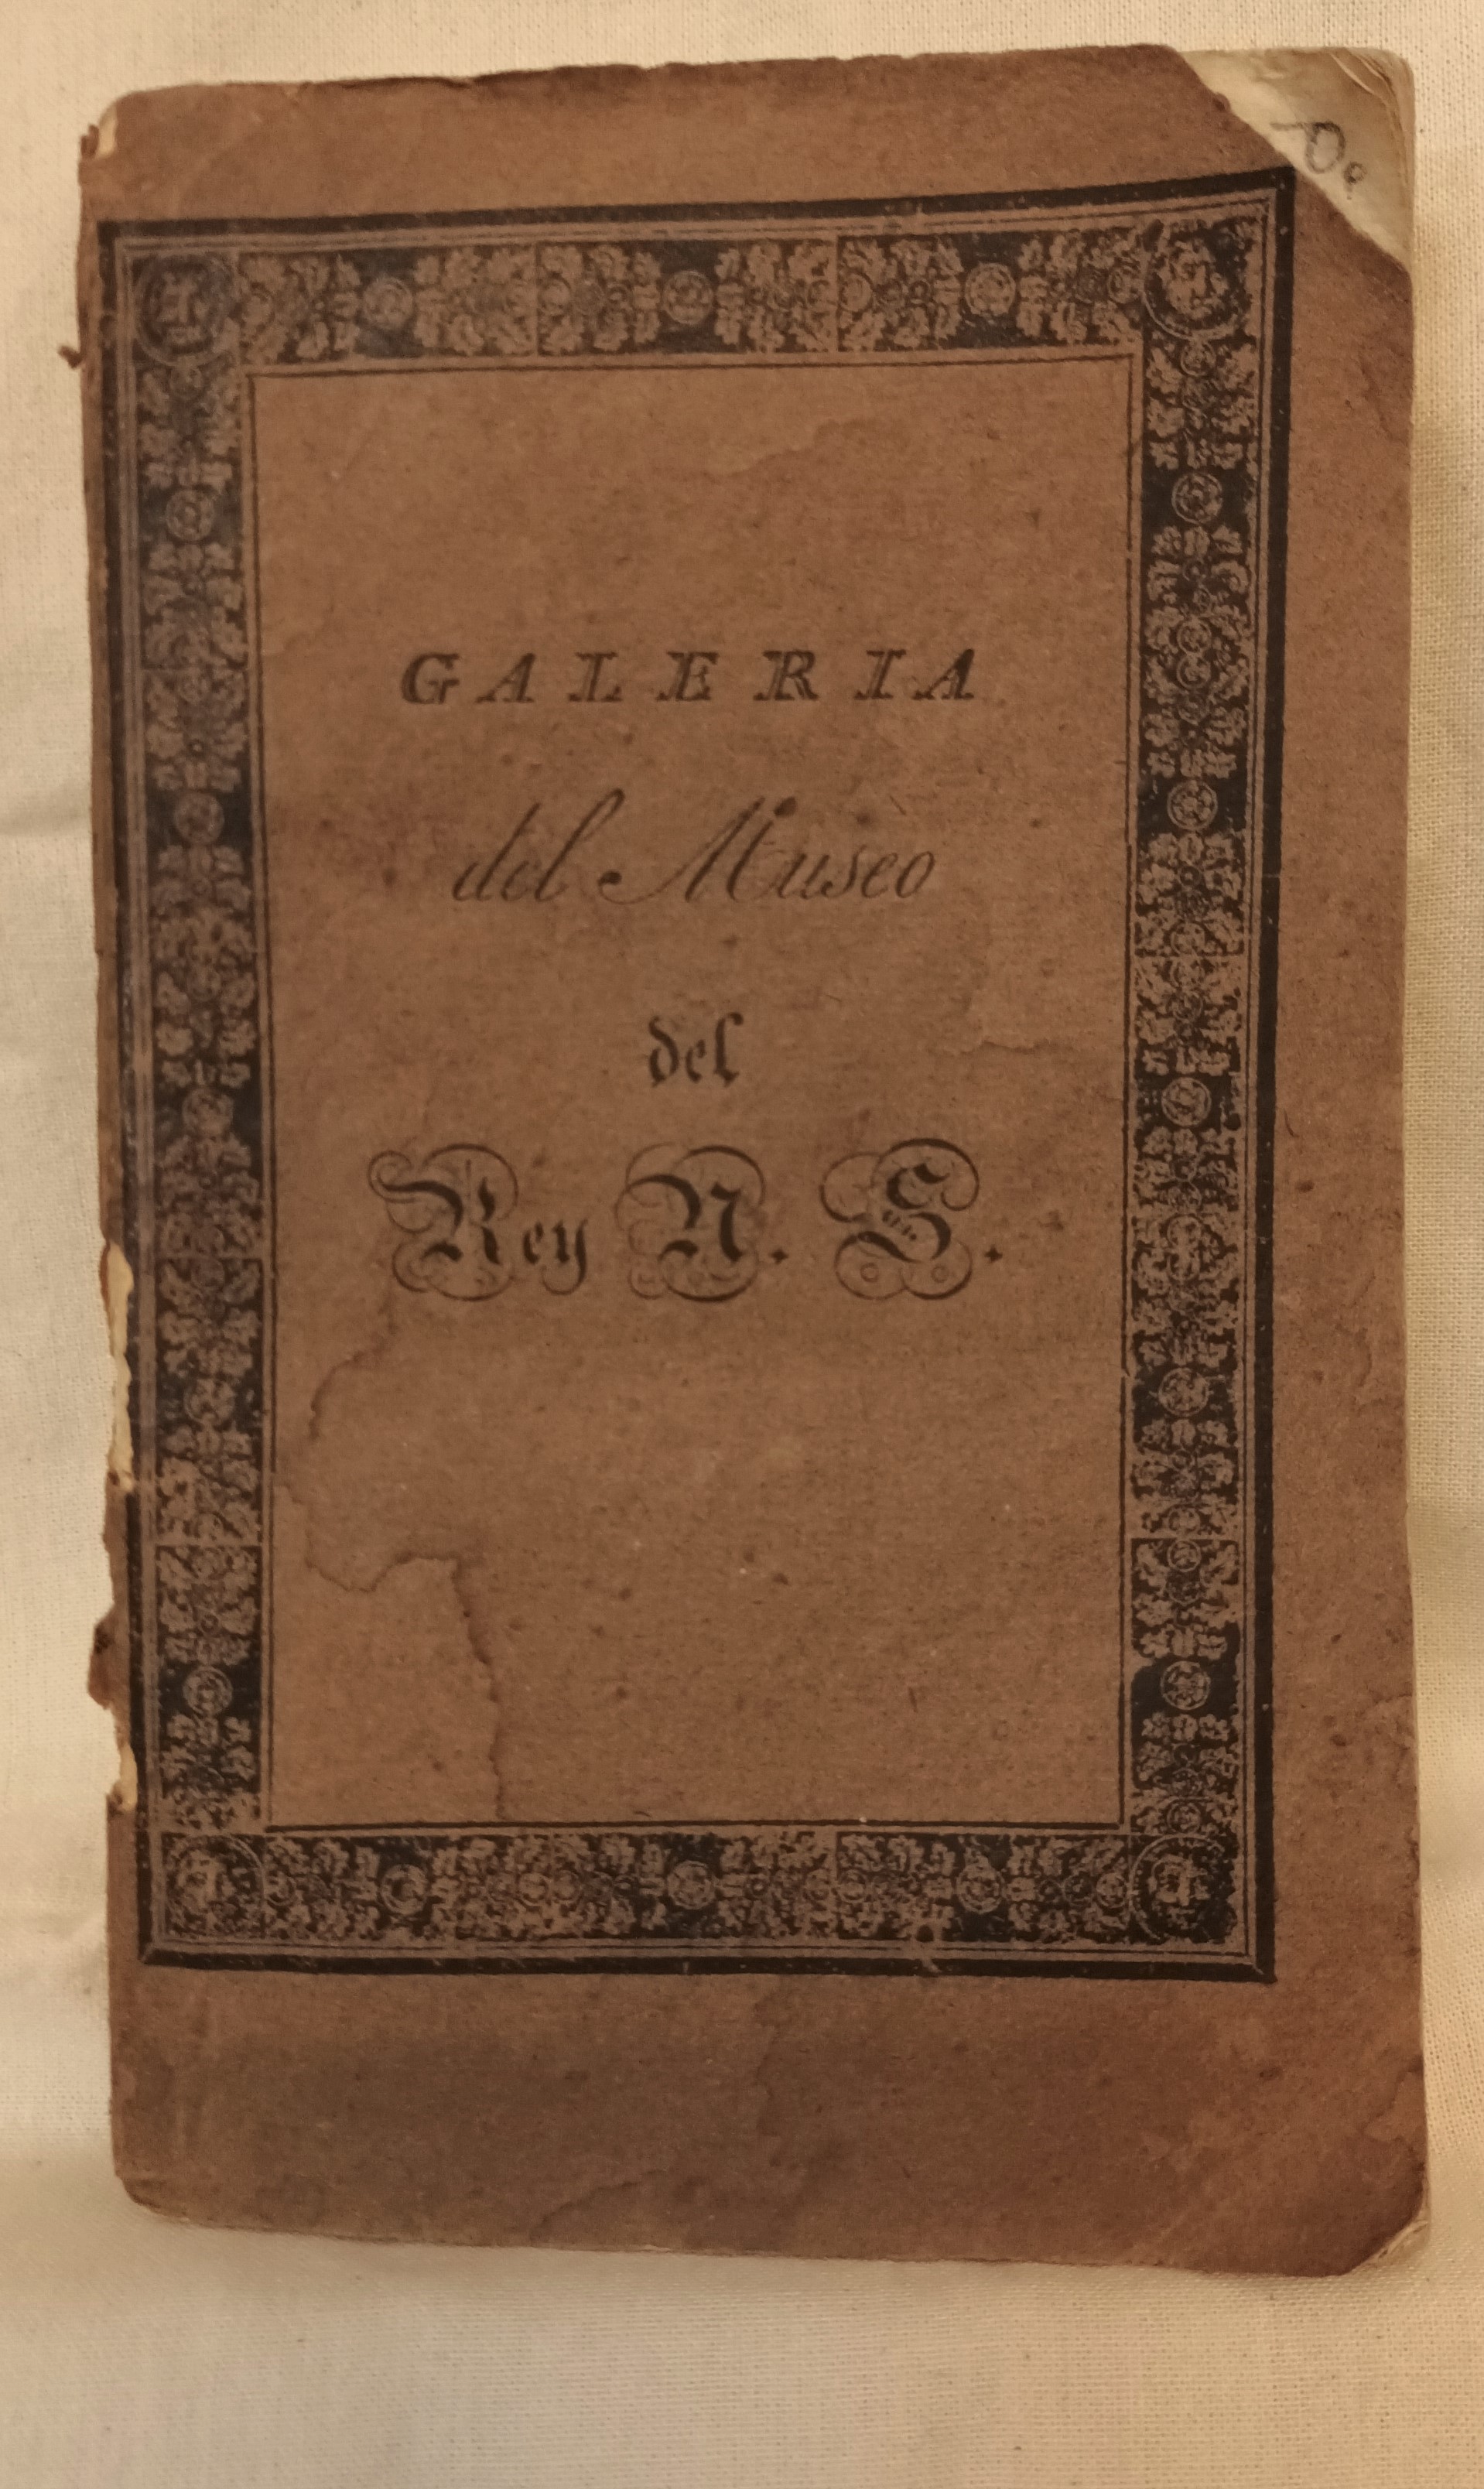 GALERIA
del Museo
del
Rey N. S.